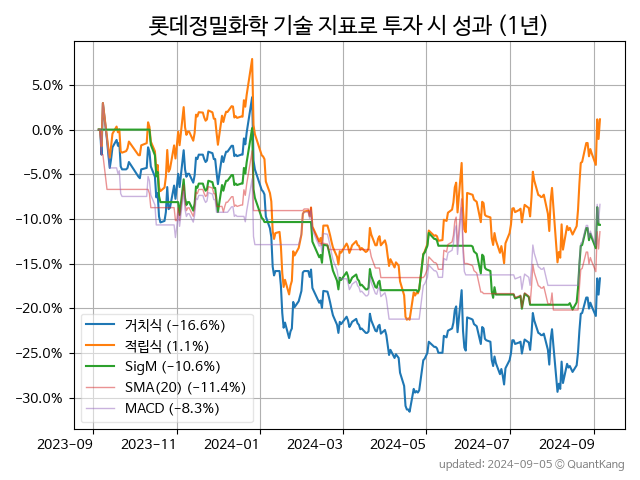 롯데정밀화학 기술 지표로 투자 시 성과 (1년)
5.0%
0.0%
−5.0%
−10.0%
−15.0%
−20.0%
−25.0%
−30.0%
거치식 (−16.6%)
적립식 (1.1%)
SigM (−10.6%)
SMA(20) (−11.4%)
MACD (−8.3%)
2023-09 2023-11 2024-01 2024-03 2024-05 2024-07 2024-09
updated: 2024-09-05 © QuantKang